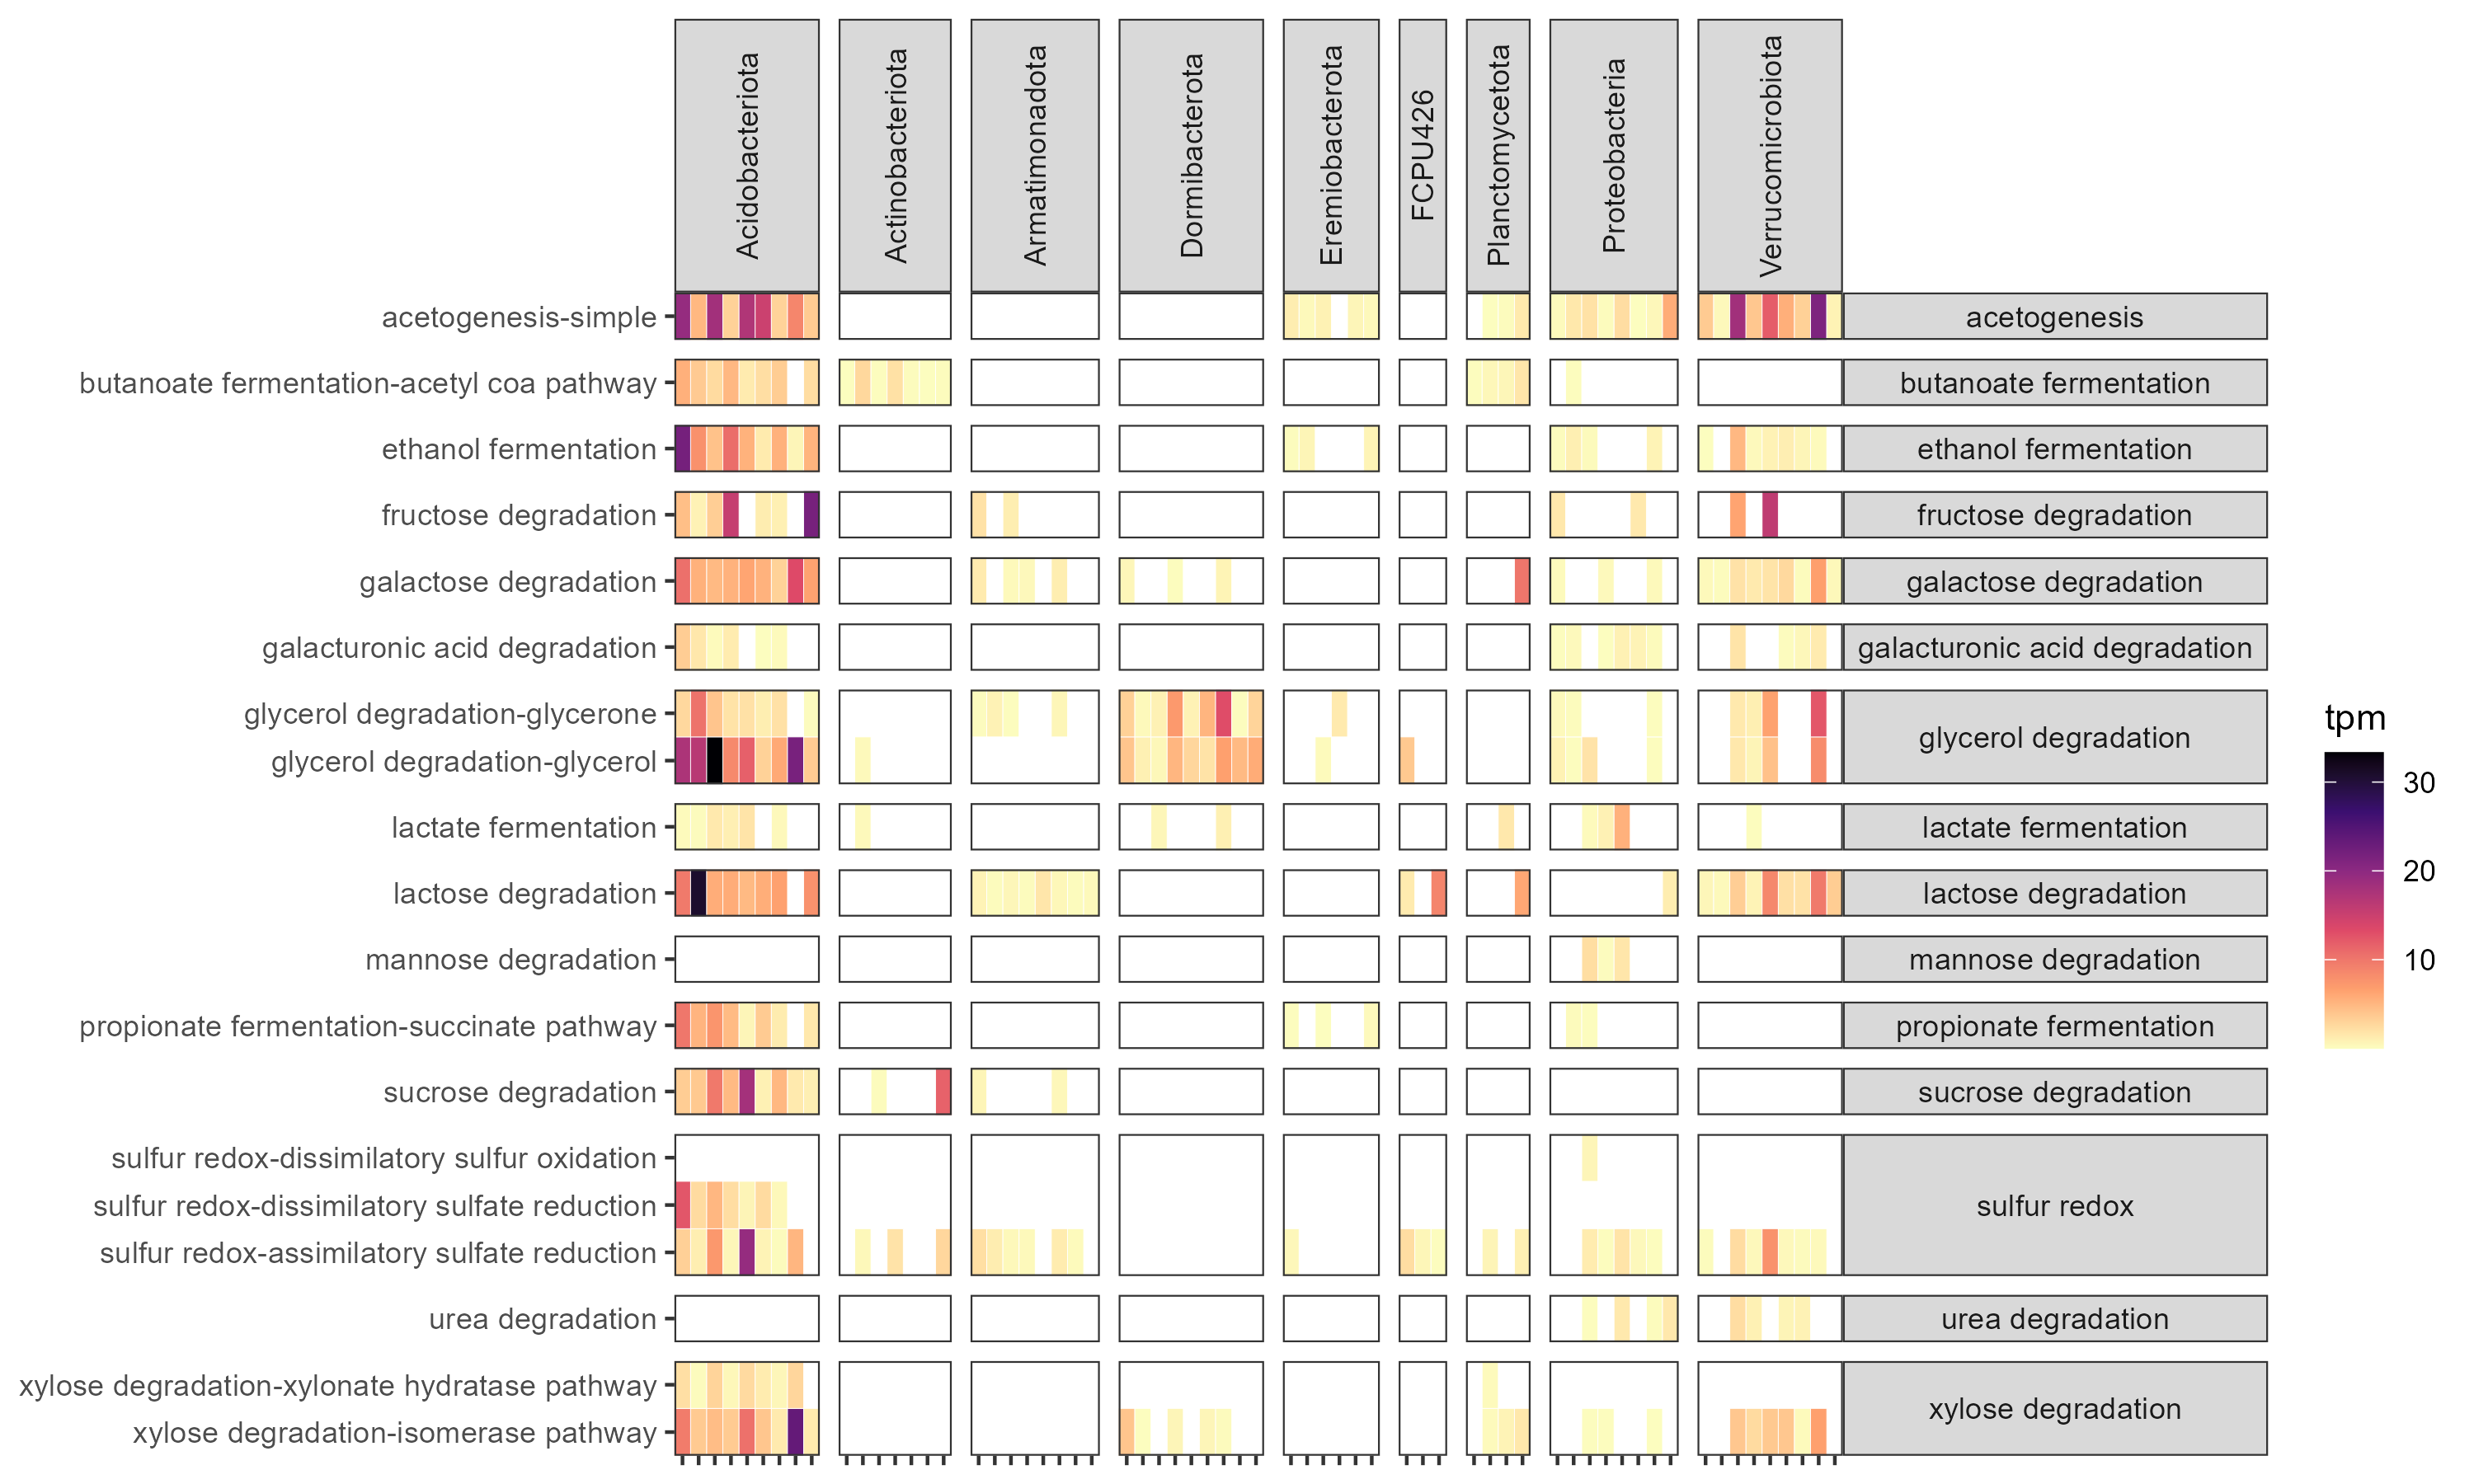 Acidobacteriota
Actinobacteriota
Armatimonadota
Dormibacterota
Eremiobacterota
FCPU426
Planctomycetota
Proteobacteria
Verrucomicrobiota
acetogenesis-simple
acetogenesis
butanoate fermentation-acetyl coa pathway
butanoate fermentation
ethanol fermentation
ethanol fermentation
fructose degradation
fructose degradation
galactose degradation
galactose degradation
galacturonic acid degradation
galacturonic acid degradation
glycerol degradation-glycerone
glycerol degradation-glycerol
glycerol degradation
lactate fermentation
lactate fermentation
lactose degradation
lactose degradation
mannose degradation
mannose degradation
propionate fermentation-succinate pathway
propionate fermentation
sucrose degradation
sucrose degradation
sulfur redox-dissimilatory sulfur oxidation
sulfur redox-dissimilatory sulfate reduction
sulfur redox-assimilatory sulfate reduction
sulfur redox
urea degradation
urea degradation
xylose degradation-xylonate hydratase pathway
xylose degradation-isomerase pathway
xylose degradation
tpm
30
20
10